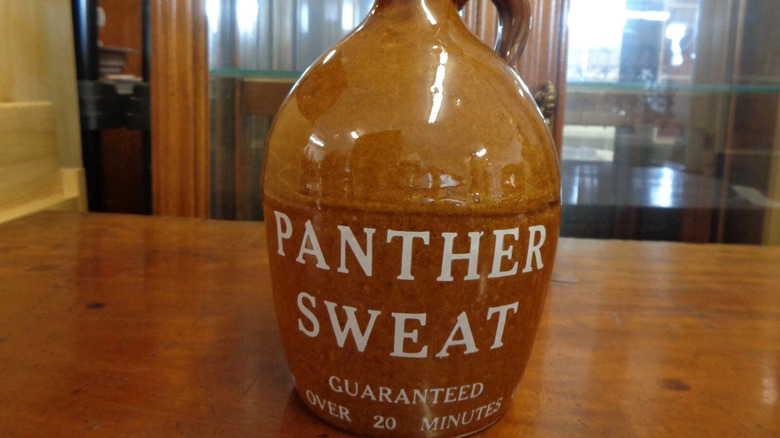 PANTHER
SWEAT
GUARANTEED
OVER 20 MINUTES